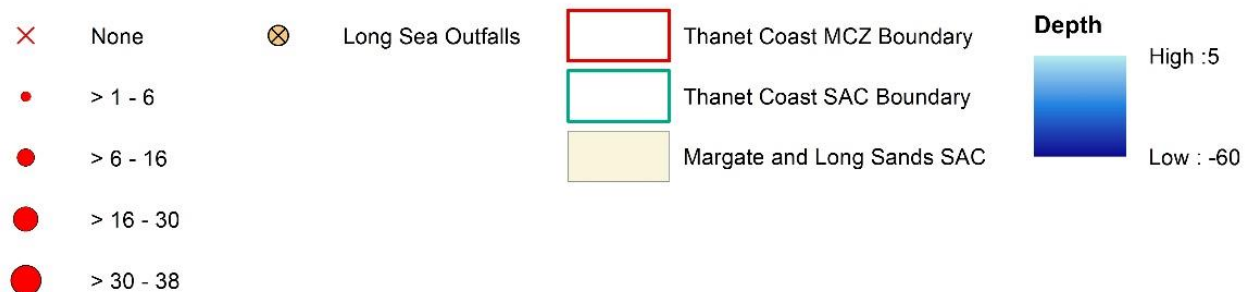 None
> 1 - 6
> 6 - 16
> 16 - 30
> 30 - 38
Long Sea Outfalls
Thanet Coast MCZ Boundary
Thanet Coast SAC Boundary
Margate and Long Sands SAC
Depth
High :5
Low : -60